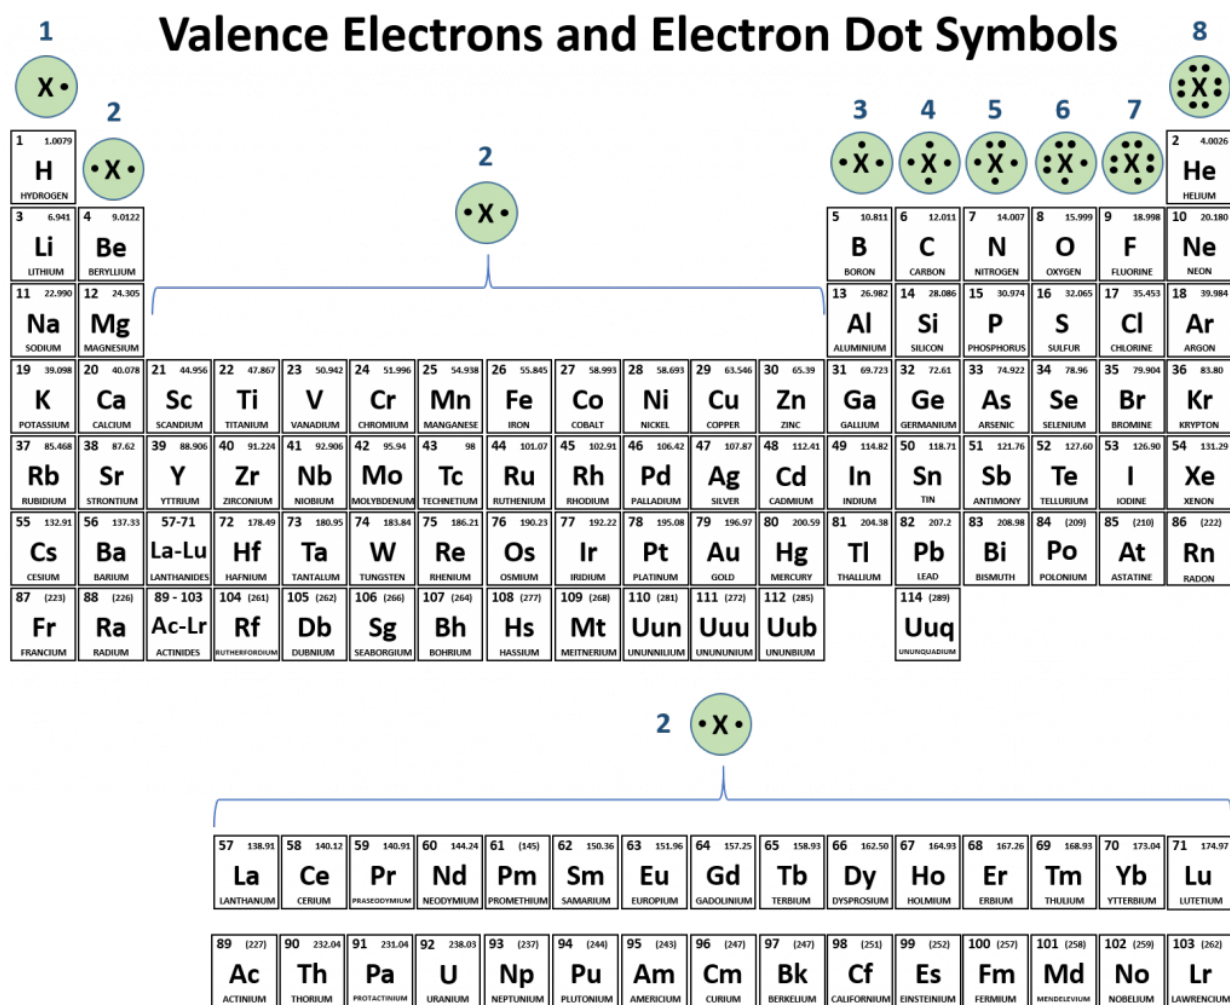 Valence Electrons and Electron Dot Symbols
1
8
X
X
2
3 4 5 6 7
2
X
X X X X X
X
1 1.0079 2 4.0026
H He
HYDROGEN HELIUM
3 6.941 4 9.0122 5 10.811 6 12.011 7 14.007 8 15.999 9 18.998 10 20.180
Li Be B C N O F Ne
LITHIUM BERYLLIUM BORON CARBON NITROGEN OXYGEN FLUORINE NEON
11 22.990 12 24.305 13 26.982 14 28.086 15 30.974 16 32.065 17 35.453 18 39.984
Na Mg Al Si P S Cl Ar
SODIUM MAGNESIUM ALUMINIUM SILICON PHOSPHORUS SULFUR CHLORINE ARGON
19 39.098 20 40.078 21 44.956 22 47.867 23 50.942 24 51.996 25 54.938 26 55.845 27 58.993 28 58.693 29 63.546 30 65.39 31 69.723 32 72.61 33 74.922 34 78.96 35 79.904 36 83.80
K Ca Sc Ti V Cr Mn Fe Co Ni Cu Zn Ga Ge As Se Br Kr
POTASSIUM CALCIUM SCANDIUM TITANIUM VANADIUM CHROMIUM MANGANESE IRON COBALT NICKEL COPPER ZINC GALLIUM GERMANIUM ARSENIC SELENIUM BROMINE KRYPTON
37 85.468 38 87.62 39 88.906 40 91.224 41 92.906 42 95.94 43 98 44 101.07 45 102.91 46 106.42 47 107.87 48 112.41 49 114.82 50 118.71 51 121.76 52 127.60 53 126.90 54 131.29
Rb Sr Y Zr Nb Mo Tc Ru Rh Pd Ag Cd In Sn Sb Te I Xe
RUBIDIUM STRONTIUM YTTRIUM ZIRCONIUM NIOBIUM MOLYBDENUM TECHNETIUM RUTHENIUM RHODIUM PALLADIUM SILVER CADMIUM INDIUM TIN ANTIMONY TELLURIUM IODINE XENON
55 132.91 56 137.33 57-71 72 178.49 73 180.95 74 183.84 75 186.21 76 190.23 77 192.22 78 195.08 79 196.97 80 200.59 81 204.38 82 207.2 83 208.98 84 (209) 85 (210) 86 (222)
Cs Ba La-Lu Hf Ta W Re Os Ir Pt Au Hg Tl Pb Bi Po At Rn
CESIUM BARIUM LANTHANIDES HAFNIUM TANTALUM TUNGSTEN RHENIUM OSMIUM IRIDIUM PLATINUM GOLD MERCURY THALLIUM LEAD BISMUTH POLONIUM ASTATINE RADON
87 (223) 88 (226) 89 - 103 104 (261) 105 (262) 106 (266) 107 (264) 108 (277) 109 (268) 110 (281) 111 (272) 112 (285) 114 (289)
Fr Ra Ac-Lr Rf Db Sg Bh Hs Mt Uun Uuu Uub Uuq
FRANCIUM RADIUM ACTINIDES RUTHERFORDIUM DUBNIUM SEABORGIUM BOHRIUM HASSIUM MEITNERIUM UNUNNILIUM UNUNUNIUM UNUNBIUM UNUNQUADIUM
2 X
57 138.91 58 140.12 59 140.91 60 144.24 61 (145) 62 150.36 63 151.96 64 157.25 65 158.93 66 162.50 67 164.93 68 167.26 69 168.93 70 173.04 71 174.97
La Ce Pr Nd Pm Sm Eu Gd Tb Dy Ho Er Tm Yb Lu
LANTHANUM CERIUM PRASEODYMIUM NEODYMIUM PROMETHIUM SAMARIUM EUROPIUM GADOLINIUM TERBIUM DYSPROSIUM HOLMIUM ERBIUM THULIUM YTTERBIUM LUTETIUM
89 (227) 90 232.04 91 231.04 92 238.03 93 (237) 94 (244) 95 (243) 96 (247) 97 (247) 98 (251) 99 (252) 100 (257) 101 (258) 102 (259) 103 (262)
Ac Th Pa U Np Pu Am Cm Bk Cf Es Fm Md No Lr
ACTINIUM THORIUM PROTACTINIUM URANIUM NEPTUNIUM PLUTONIUM AMERICIUM CURIUM BERKELIUM CALIFORNIUM EINSTEINIUM FERMIUM MENDELEVIUM NOBELIUM LAWRENCIUM